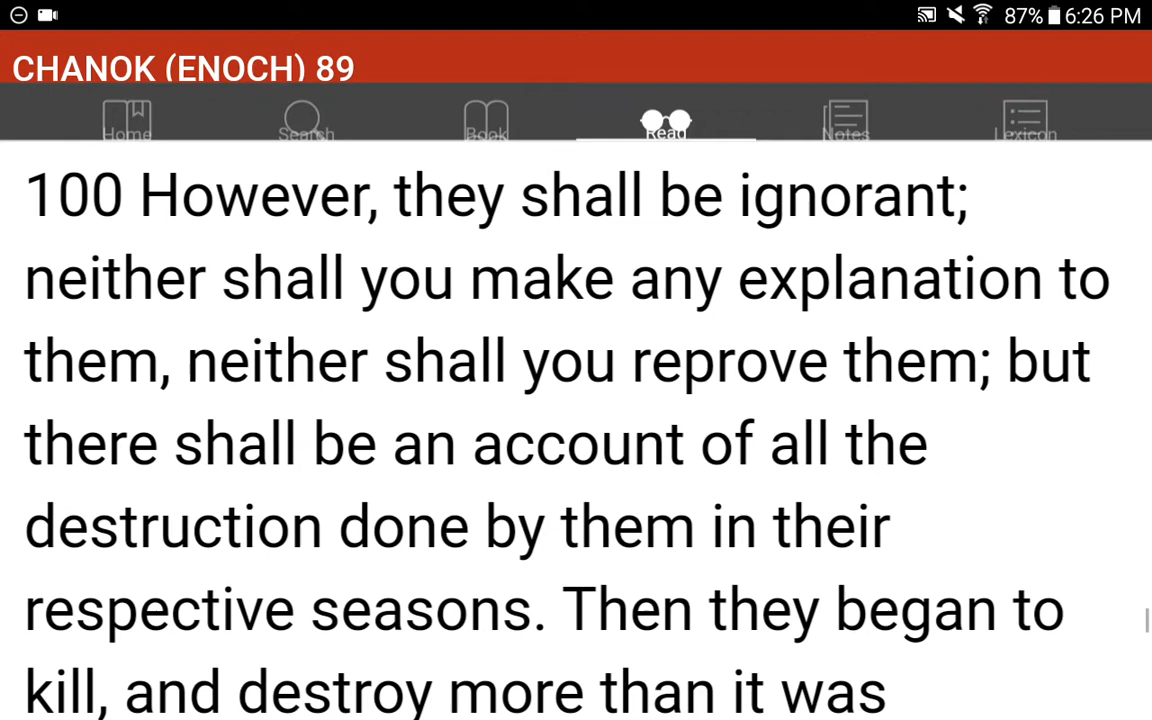 87% 6:26 PM
CHANOK (ENOCH) 89
Home Search Book Read Notes Lexicon
100 However, they shall be ignorant;
neither shall you make any explanation to
them, neither shall you reprove them; but
there shall be an account of all the
destruction done by them in their
respective seasons. Then they began to
kill, and destroy more than it was